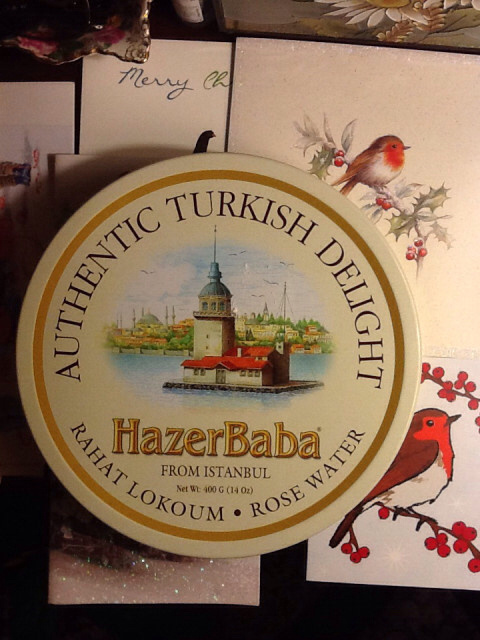 Merry Ch
AUTHENTIC TURKISH DELIGHT
HazerBaba®
FROM ISTANBUL
Net Wt: 400 G (14 Oz)
RAHAT LOKOUM • ROSE WATER